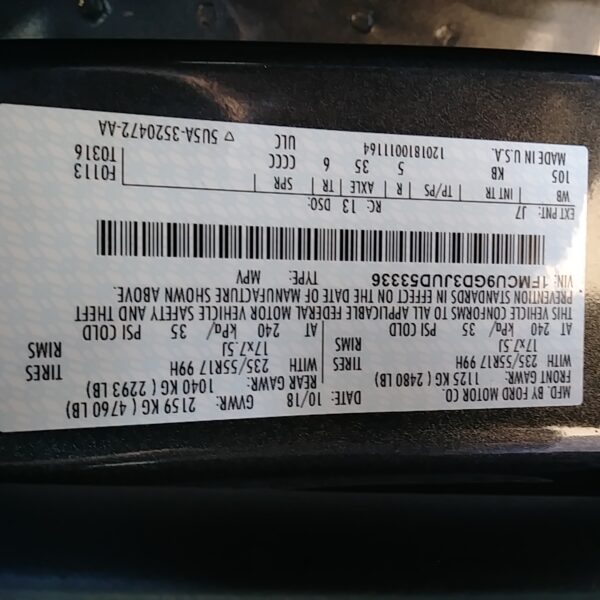 MFD. BY FORD MOTOR CO.
DATE: 10/18 GVWR: 2159 KG ( 4760 LB)
FRONT GAWR: 1125 KG ( 2480 LB) REAR GAWR: 1040 KG ( 2293 LB)
WITH 235/55R17 99H TIRES WITH 235/55R17 99H TIRES
17x7.5J RIMS 17x7.5J RIMS
AT 240 kPa/ 35 PSI COLD AT 240 kPa/ 35 PSI COLD
THIS VEHICLE CONFORMS TO ALL APPLICABLE FEDERAL MOTOR VEHICLE SAFETY AND THEFT
PREVENTION STANDARDS IN EFFECT ON THE DATE OF MANUFACTURE SHOWN ABOVE.
VIN: 1FMCU9GD3JUD53336 TYPE: MPV
EXT PNT: J7 RC: 13 DSO:
WB INT TR TP/PS R AXLE TR SPR F0113
105 KB 5 35 6 CCCC T0316
MADE IN U.S.A. 120181001164 ULC ▽ 5USA-3520472-AA